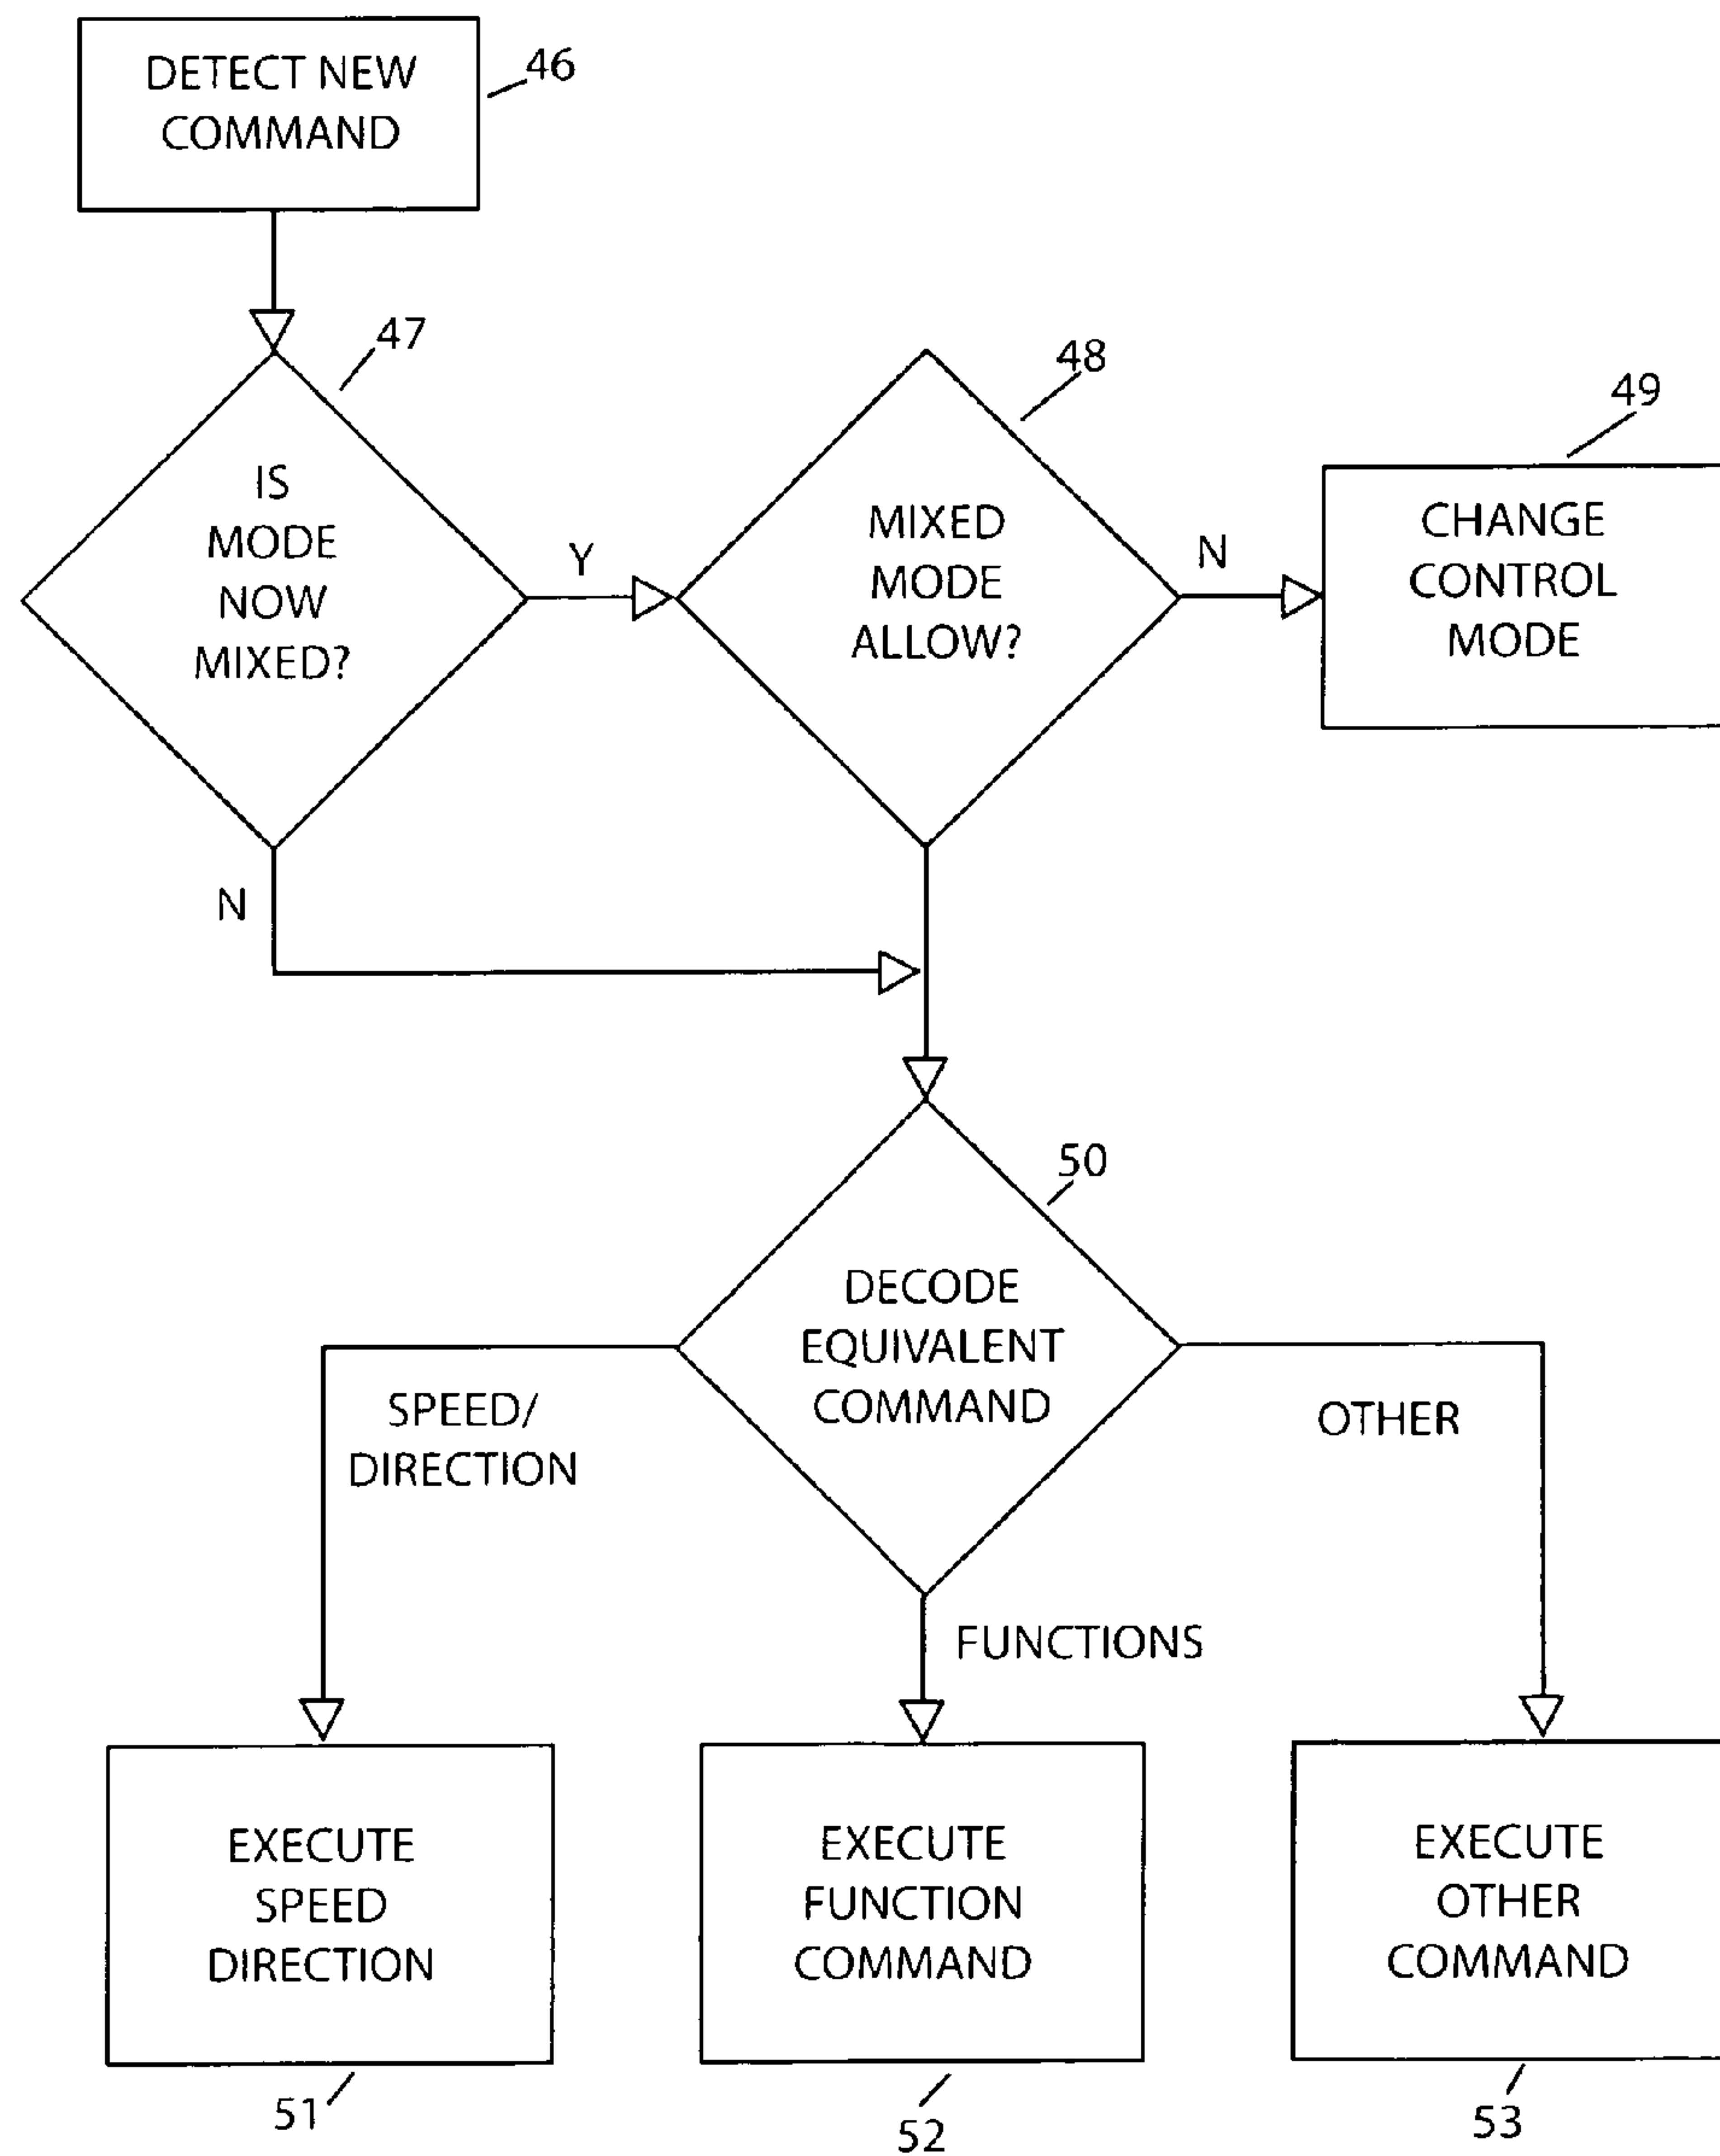 DETECT NEW
COMMAND
46
47
IS
MODE
NOW
MIXED?
Y
N
48
MIXED
MODE
ALLOW?
N
49
CHANGE
CONTROL
MODE
50
DECODE
EQUIVALENT
COMMAND
SPEED/
DIRECTION
FUNCTIONS
OTHER
EXECUTE
SPEED
DIRECTION
51
EXECUTE
FUNCTION
COMMAND
52
EXECUTE
OTHER
COMMAND
53